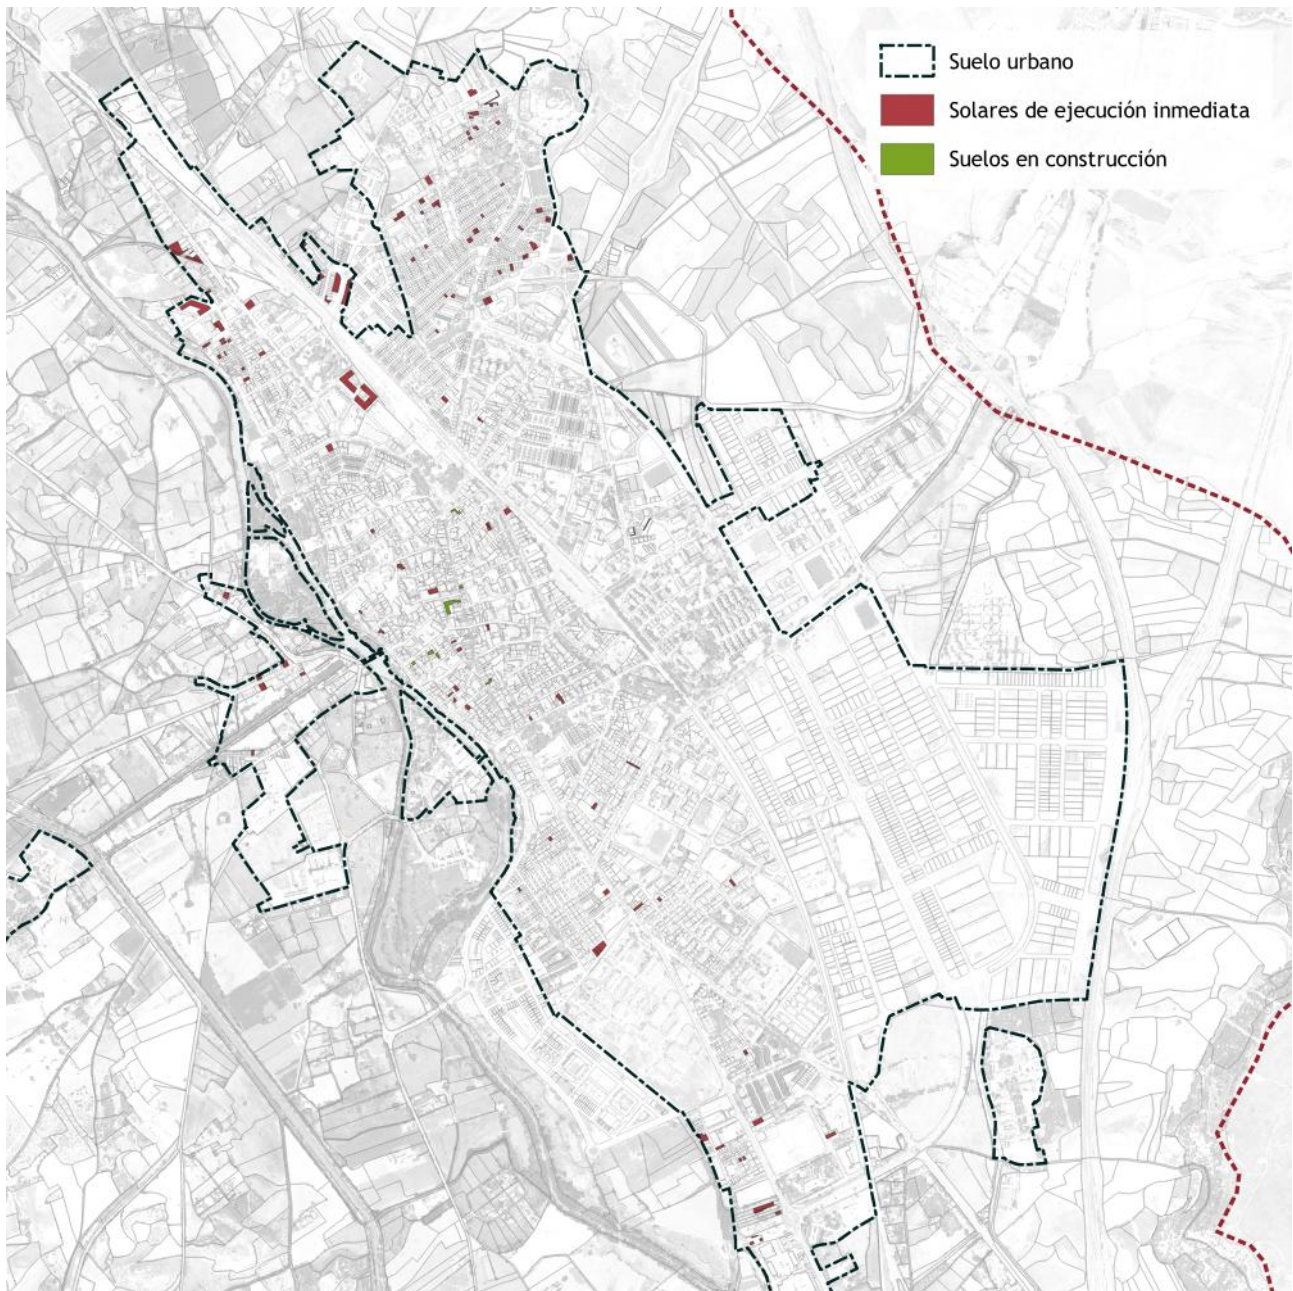 Suelo urbano
Solares de ejecución inmediata
Suelos en construcción